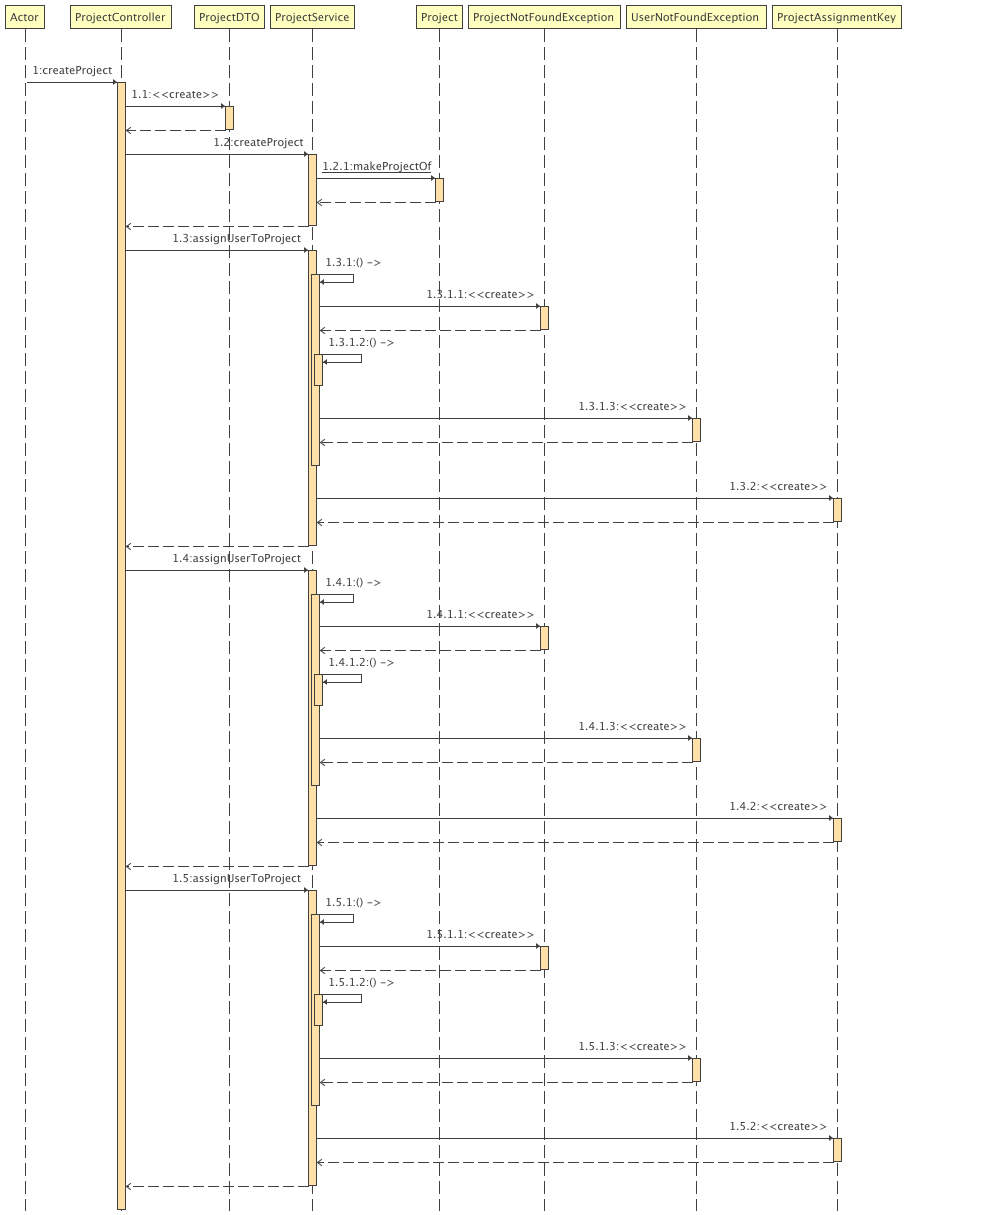 Actor
ProjectController
ProjectDTO
ProjectService
Project
ProjectNotFoundException
UserNotFoundException
ProjectAssignmentKey
1:createProject
1.1:<<create>>
1.2:createProject
1.2.1:makeProjectOf
1.3:assignUserToProject
1.3.1:() ->
1.3.1.1:<<create>>
1.3.1.2:() ->
1.3.1.3:<<create>>
1.3.2:<<create>>
1.4:assignUserToProject
1.4.1:() ->
1.4.1.1:<<create>>
1.4.1.2:() ->
1.4.1.3:<<create>>
1.4.2:<<create>>
1.5:assignUserToProject
1.5.1:() ->
1.5.1.1:<<create>>
1.5.1.2:() ->
1.5.1.3:<<create>>
1.5.2:<<create>>